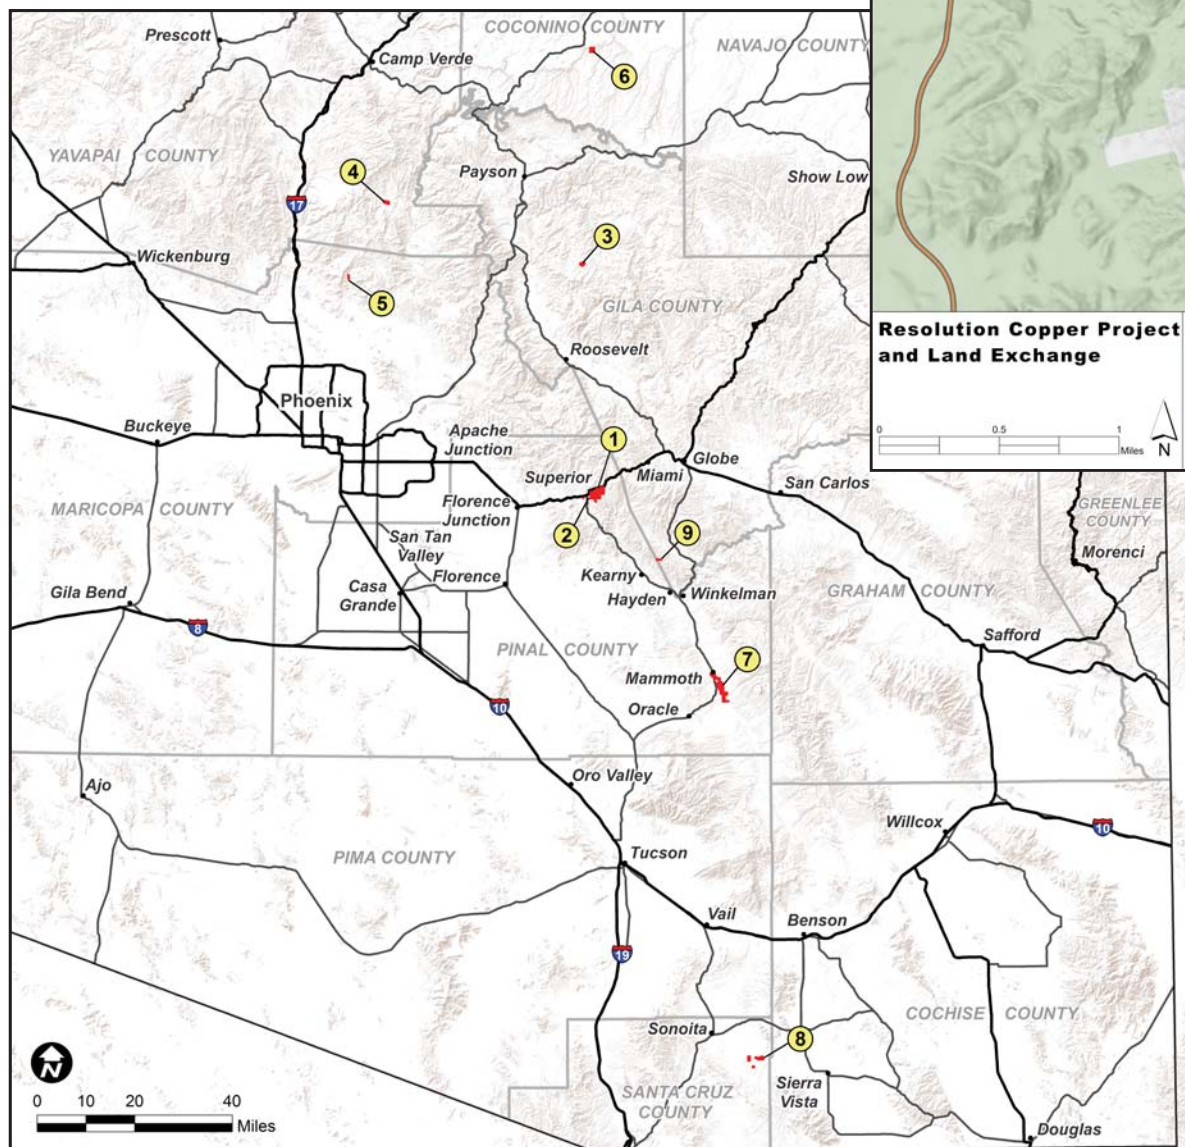 COCONINO COUNTY
Prescott
NAVAJO COUNTY
Camp Verde
6
YAVAPAI COUNTY
4
Payson
Show Low
17
3
Wickenburg
5
GILA COUNTY
Resolution Copper Project
and Land Exchange
Roosevelt
Phoenix
0 0.5 1
Miles
N
Buckeye
Apache
Junction
1
Superior
Miami
Globe
San Carlos
Florence
Junction
MARICOPA COUNTY
GREENLEE
COUNTY
2
9
San Tan
Valley
Morenci
Kearny
Florence
Casa
Grande
Gila Bend
Hayden
Winkelman
GRAHAM COUNTY
8
Safford
PINAL COUNTY
7
Mammoth
10
Oracle
Oro Valley
Ajo
Willcox
10
PIMA COUNTY
Tucson
Vail
Benson
19
COCHISE COUNTY
Sonoita
8
N
SANTA CRUZ
COUNTY
Sierra
Vista
0 10 20 40
Miles
Douglas